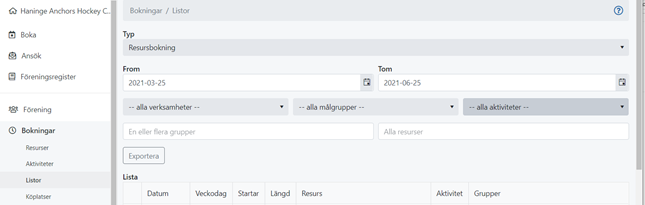 Haninge Anchors Hockey C...
Boka
Ansök
Föreningsregister
Förening
Bokningar
Resurser
Aktiviteter
Listor
Köplatser
Bokningar / Listor
Typ
Resursbokning
From Tom
2021-03-25 2021-06-25
-- alla verksamheter -- -- alla målgrupper -- -- alla aktiviteter --
En eller flera grupper Alla resurser
Exportera
Lista
Datum Veckodag Startar Längd Resurs Aktivitet Grupper